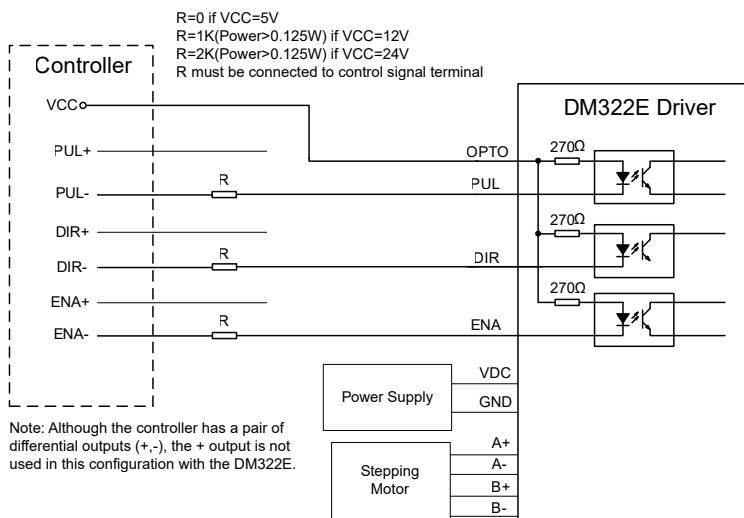 R=0 if VCC=5V
R=1K(Power>0.125W) if VCC=12V
R=2K(Power>0.125W) if VCC=24V
R must be connected to control signal terminal
Controller
DM322E Driver
VCC
PUL+
OPTO
270Ω
PUL-
R
PUL
DIR+
270Ω
DIR-
R
DIR
ENA+
270Ω
ENA-
R
ENA
Power Supply
VDC
GND
Note: Although the controller has a pair of
differential outputs (+,-), the + output is not
used in this configuration with the DM322E.
Stepping
Motor
A+
A-
B+
B-